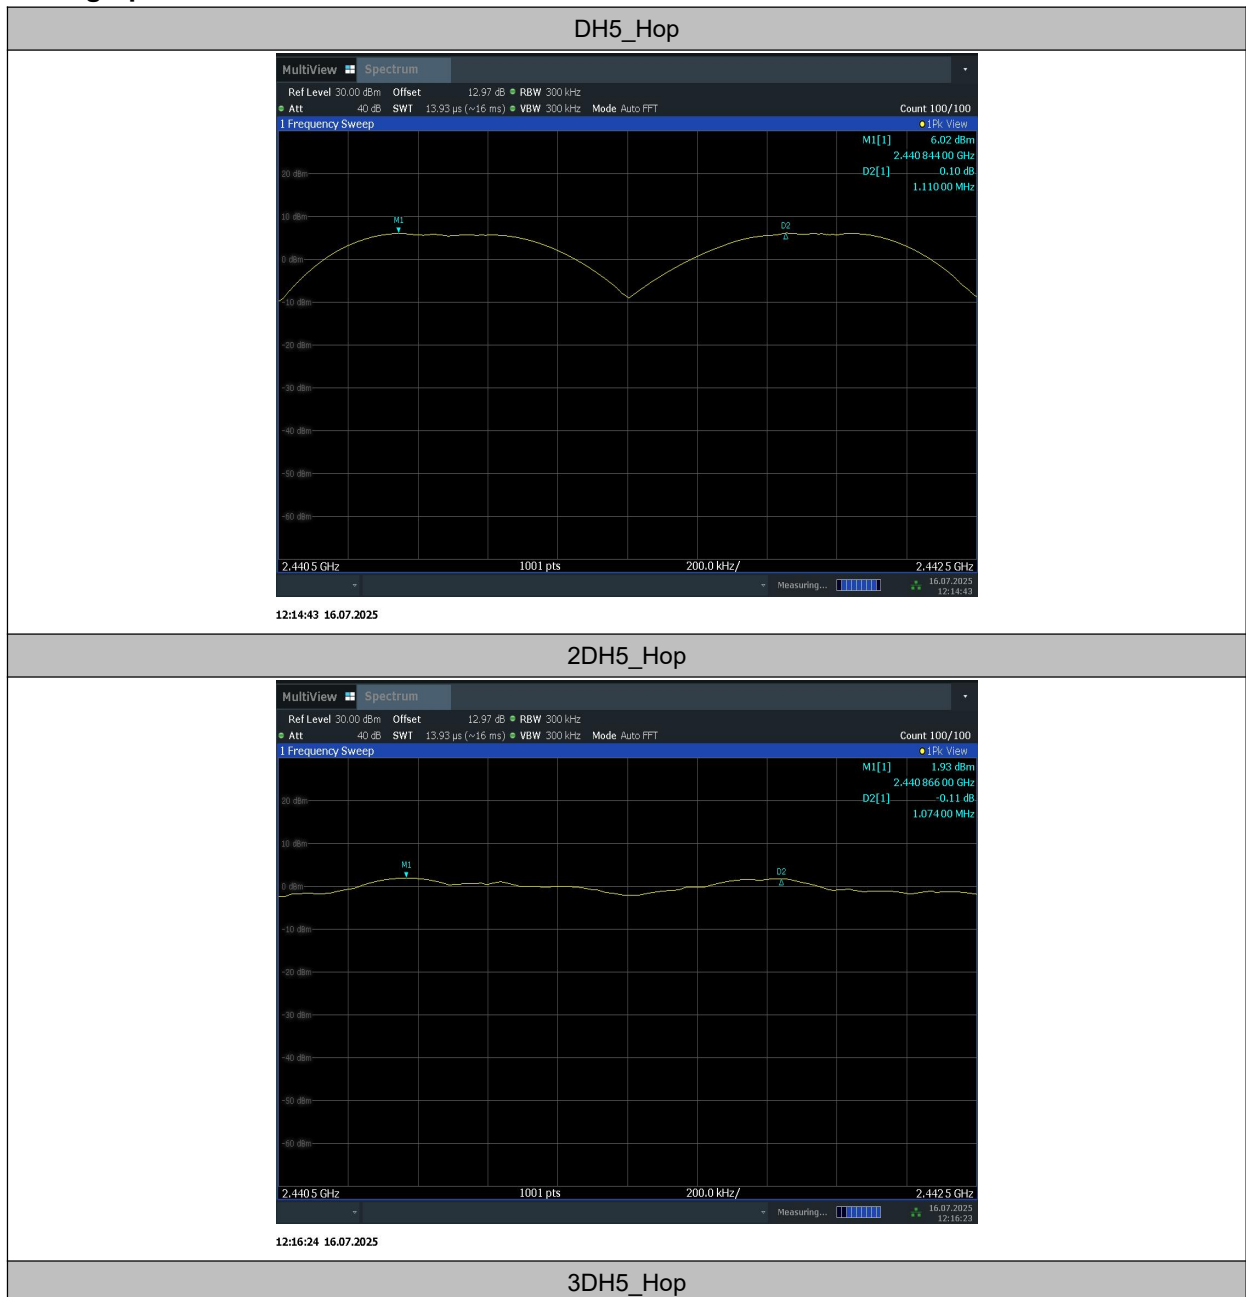 DH5_Hop
MultiView Spectrum
Ref Level 30.00 dBm Offset 12.97 dB RBW 300 kHz
Att 40 dB SWT 13.93 µs (~16 ms) VBW 300 kHz Mode Auto FFT Count 100/100
1 Frequency Sweep 1Pk View
M1[1] 6.02 dBm
2.440 844 00 GHz
20 dBm D2[1] 0.10 dB
1.110 00 MHz
10 dBm
M1 D2
0 dBm
-10 dBm
-20 dBm
-30 dBm
-40 dBm
-50 dBm
-60 dBm
2.440 5 GHz 1001 pts 200.0 kHz/ 2.442 5 GHz
Measuring... 16.07.2025
12:14:43
12:14:43 16.07.2025
2DH5_Hop
MultiView Spectrum
Ref Level 30.00 dBm Offset 12.97 dB RBW 300 kHz
Att 40 dB SWT 13.93 µs (~16 ms) VBW 300 kHz Mode Auto FFT Count 100/100
1 Frequency Sweep 1Pk View
M1[1] 1.93 dBm
2.440 866 00 GHz
20 dBm D2[1] -0.11 dB
1.074 00 MHz
10 dBm
M1 D2
0 dBm
-10 dBm
-20 dBm
-30 dBm
-40 dBm
-50 dBm
-60 dBm
2.440 5 GHz 1001 pts 200.0 kHz/ 2.442 5 GHz
Measuring... 16.07.2025
12:16:23
12:16:24 16.07.2025
3DH5_Hop